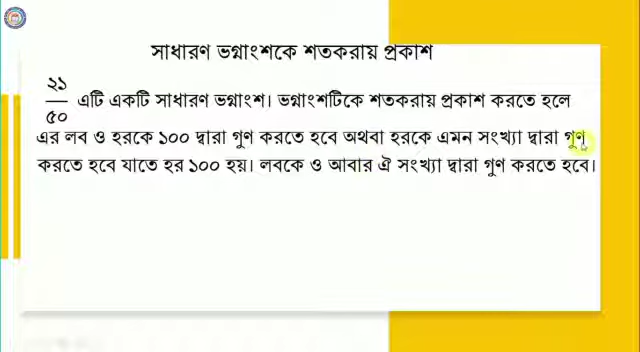 সাধারণ ভগ্নাংশকে শতকরায় প্রকাশ
২১
৫০
এটি একটি সাধারণ ভগ্নাংশ। ভগ্নাংশটিকে শতকরায় প্রকাশ করতে হলে
এর লব ও হরকে ১০০ দ্বারা গুণ করতে হবে অথবা হরকে এমন সংখ্যা দ্বারা গুণ
করতে হবে যাতে হর ১০০ হয়। লবকে ও আবার ঐ সংখ্যা দ্বারা গুণ করতে হবে।